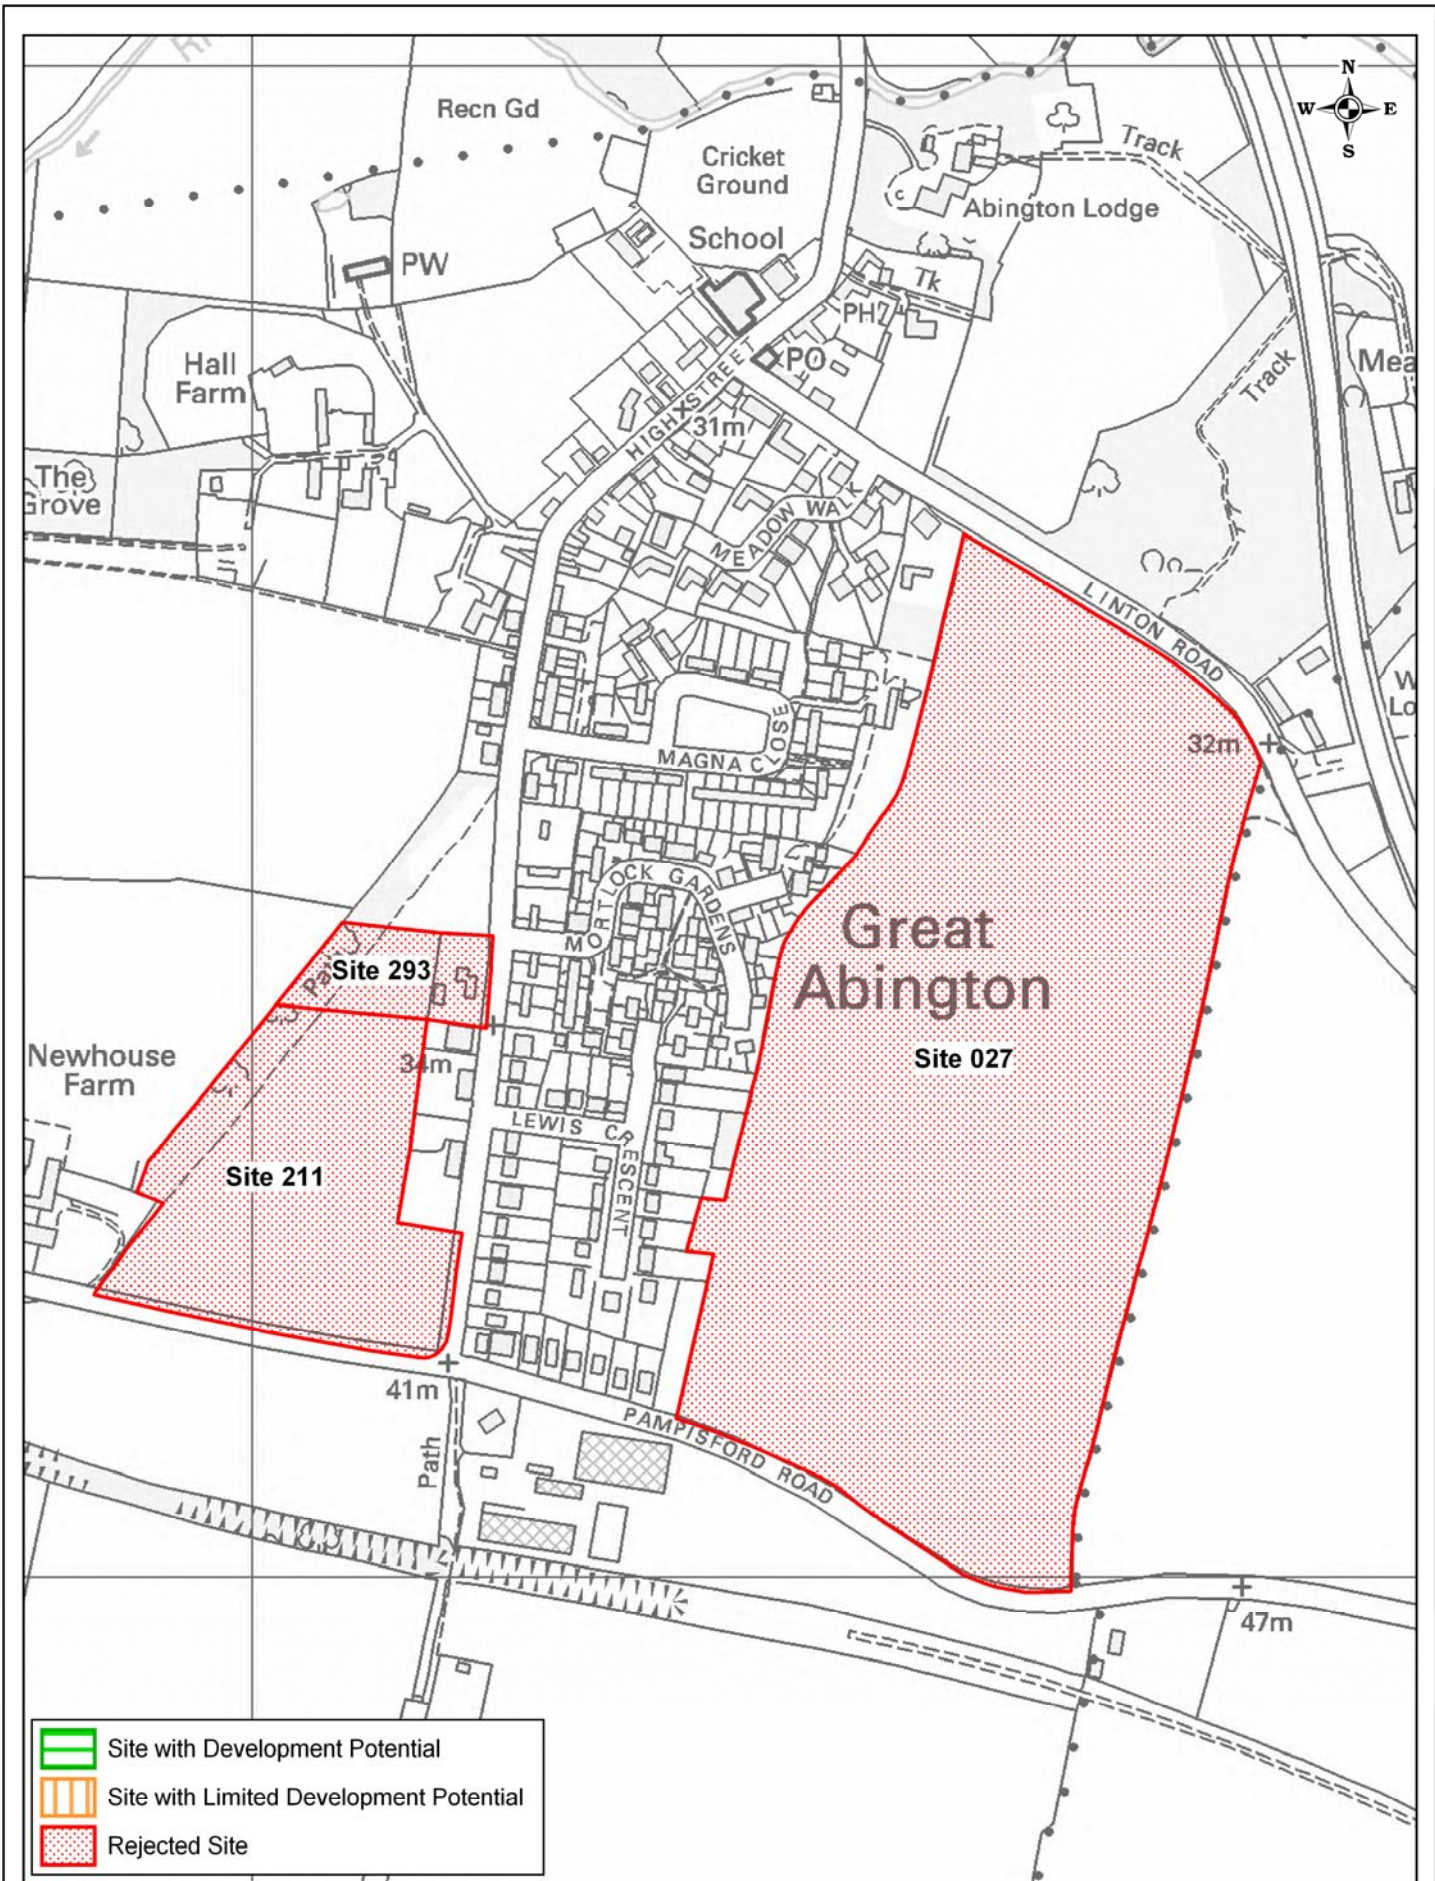 N
W E
S
Recn Gd
Cricket
Ground
Track
Abington Lodge
School
PW
Tk
PH
PO
Hall
Farm
HIGH STREET
31m
Track
Mea
The
Grove
MEADOW WALK
LINTON ROAD
W
Lo
32m
MAGNA CLOSE
MORTLOCK GARDENS
Great
Abington
Site 293
Site 027
Newhouse
Farm
34m
LEWIS CRESCENT
Site 211
41m
PAMPISFORD ROAD
Path
47m
Site with Development Potential
Site with Limited Development Potential
Rejected Site